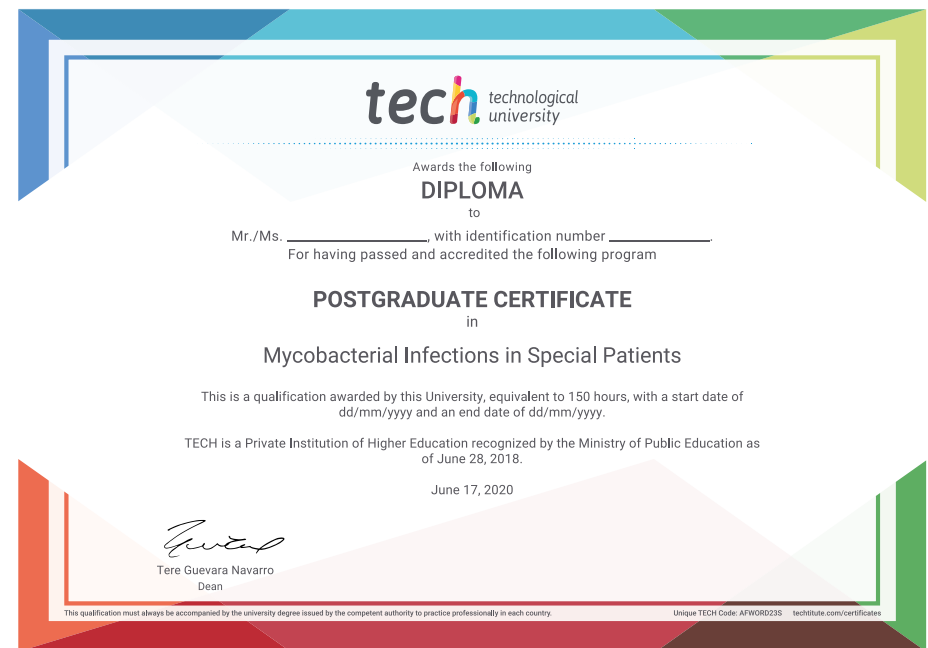 tech technological
university
Awards the following
DIPLOMA
to
Mr./Ms. ____________________, with identification number ______________.
For having passed and accredited the following program
POSTGRADUATE CERTIFICATE
in
Mycobacterial Infections in Special Patients
This is a qualification awarded by this University, equivalent to 150 hours, with a start date of
dd/mm/yyyy and an end date of dd/mm/yyyy.
TECH is a Private Institution of Higher Education recognized by the Ministry of Public Education as
of June 28, 2018.
June 17, 2020
Tere Guevara Navarro
Dean
This qualification must always be accompanied by the university degree issued by the competent authority to practice professionally in each country.
Unique TECH Code: AFWORD23S techtitute.com/certificates